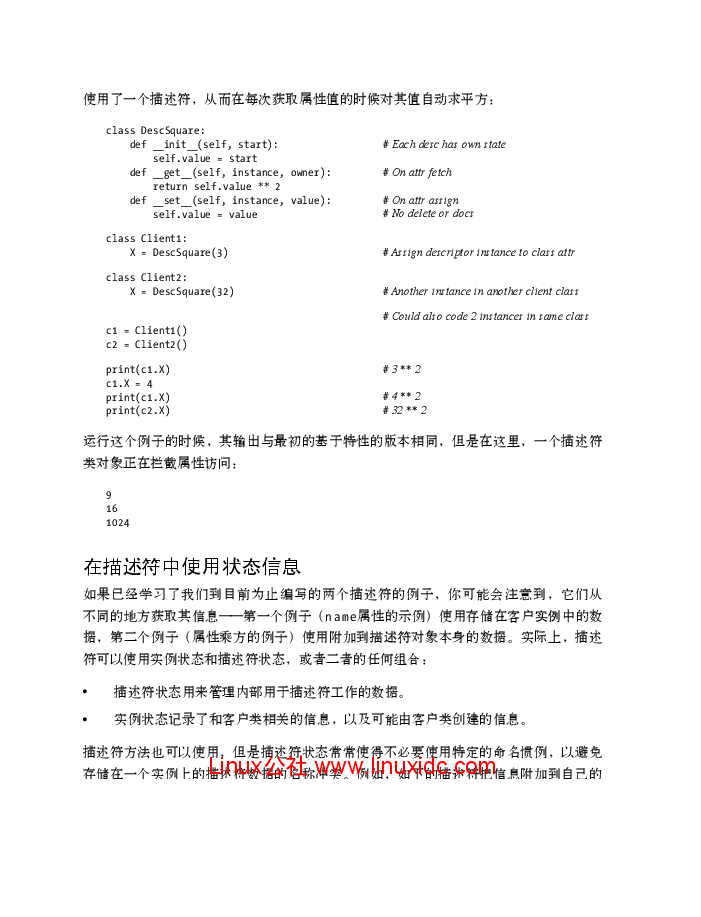 使用了一个描述符，从而在每次获取属性值的时候对其值自动求平方：
class DescSquare:
    def __init__(self, start):                # Each desc has own state
        self.value = start
    def __get__(self, instance, owner):       # On attr fetch
        return self.value ** 2
    def __set__(self, instance, value):       # On attr assign
        self.value = value                    # No delete or docs
class Client1:
    X = DescSquare(3)                         # Assign descriptor instance to class attr
class Client2:
    X = DescSquare(32)                        # Another instance in another client class
                                              # Could also code 2 instances in same class
c1 = Client1()
c2 = Client2()
print(c1.X)                                   # 3 ** 2
c1.X = 4
print(c1.X)                                   # 4 ** 2
print(c2.X)                                   # 32 ** 2
运行这个例子的时候，其输出与最初的基于特性的版本相同，但是在这里，一个描述符
类对象正在拦截属性访问：
9
16
1024
在描述符中使用状态信息
如果已经学习了我们到目前为止编写的两个描述符的例子，你可能会注意到，它们从
不同的地方获取其信息——第一个例子（name属性的示例）使用存储在客户实例中的数
据，第二个例子（属性乘方的例子）使用附加到描述符对象本身的数据。实际上，描述
符可以使用实例状态和描述符状态，或者二者的任何组合：
• 描述符状态用来管理内部用于描述符工作的数据。
• 实例状态记录了和客户类相关的信息，以及可能由客户类创建的信息。
描述符方法也可以使用，但是描述符状态常常使得不必要使用特定的命名惯例，以避免
存储在一个实例上的描述符数据的名称冲突。例如，如下的描述符把信息附加到自己的
Linux公社 www.linuxidc.com